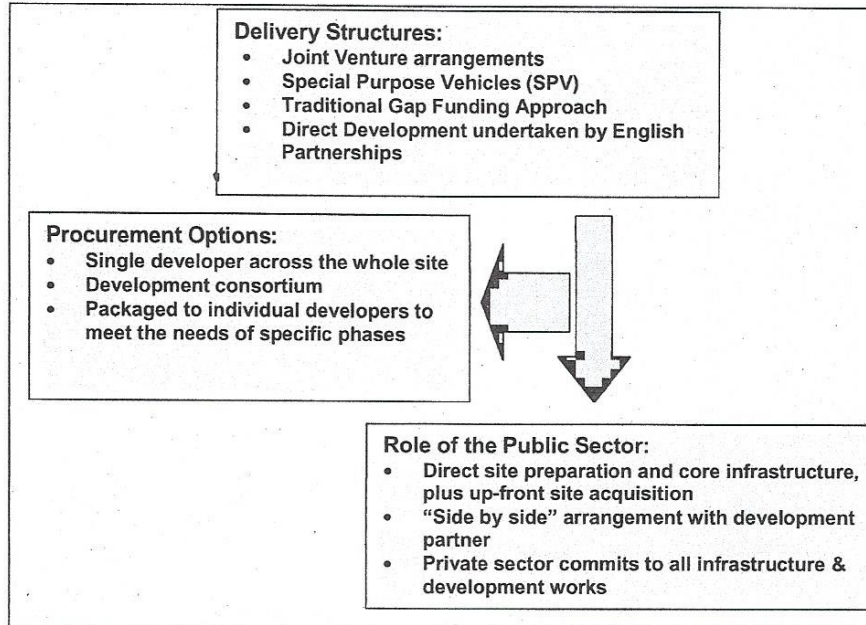 Delivery Structures:
• Joint Venture arrangements
• Special Purpose Vehicles (SPV)
• Traditional Gap Funding Approach
• Direct Development undertaken by English
Partnerships
Procurement Options:
• Single developer across the whole site
• Development consortium
• Packaged to individual developers to
meet the needs of specific phases
Role of the Public Sector:
• Direct site preparation and core infrastructure,
plus up-front site acquisition
• “Side by side” arrangement with development
partner
• Private sector commits to all infrastructure &
development works